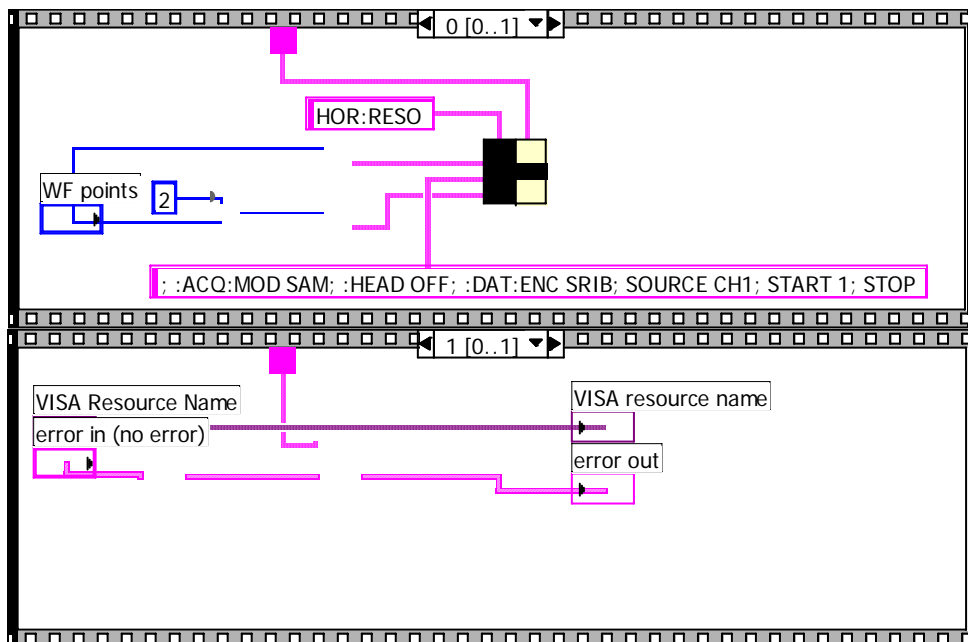 0 [0..1]
HOR:RESO
WF points
2
; :ACQ:MOD SAM; :HEAD OFF; :DAT:ENC SRIB; SOURCE CH1; START 1; STOP
1 [0..1]
VISA Resource Name
VISA resource name
error in (no error)
error out